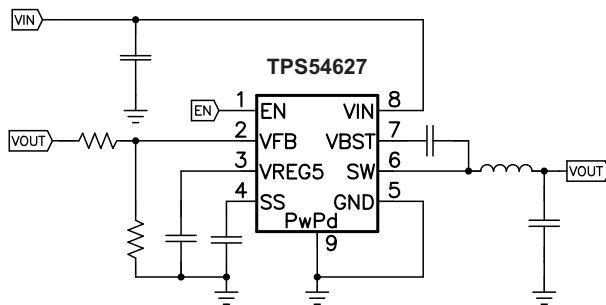 VIN
TPS54627
EN
1 EN VIN 8
VOUT
2 VFB VBST 7
3 VREG5 SW 6
VOUT
4 SS GND 5
PwPd
9